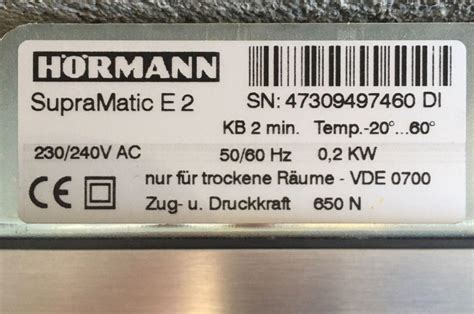 HÖRMANN
SupraMatic E 2 SN: 47309497460 DI
KB 2 min. Temp.-20°...60°
230/240V AC 50/60 Hz 0,2 KW
CE nur für trockene Räume - VDE 0700
Zug- u. Druckkraft 650 N